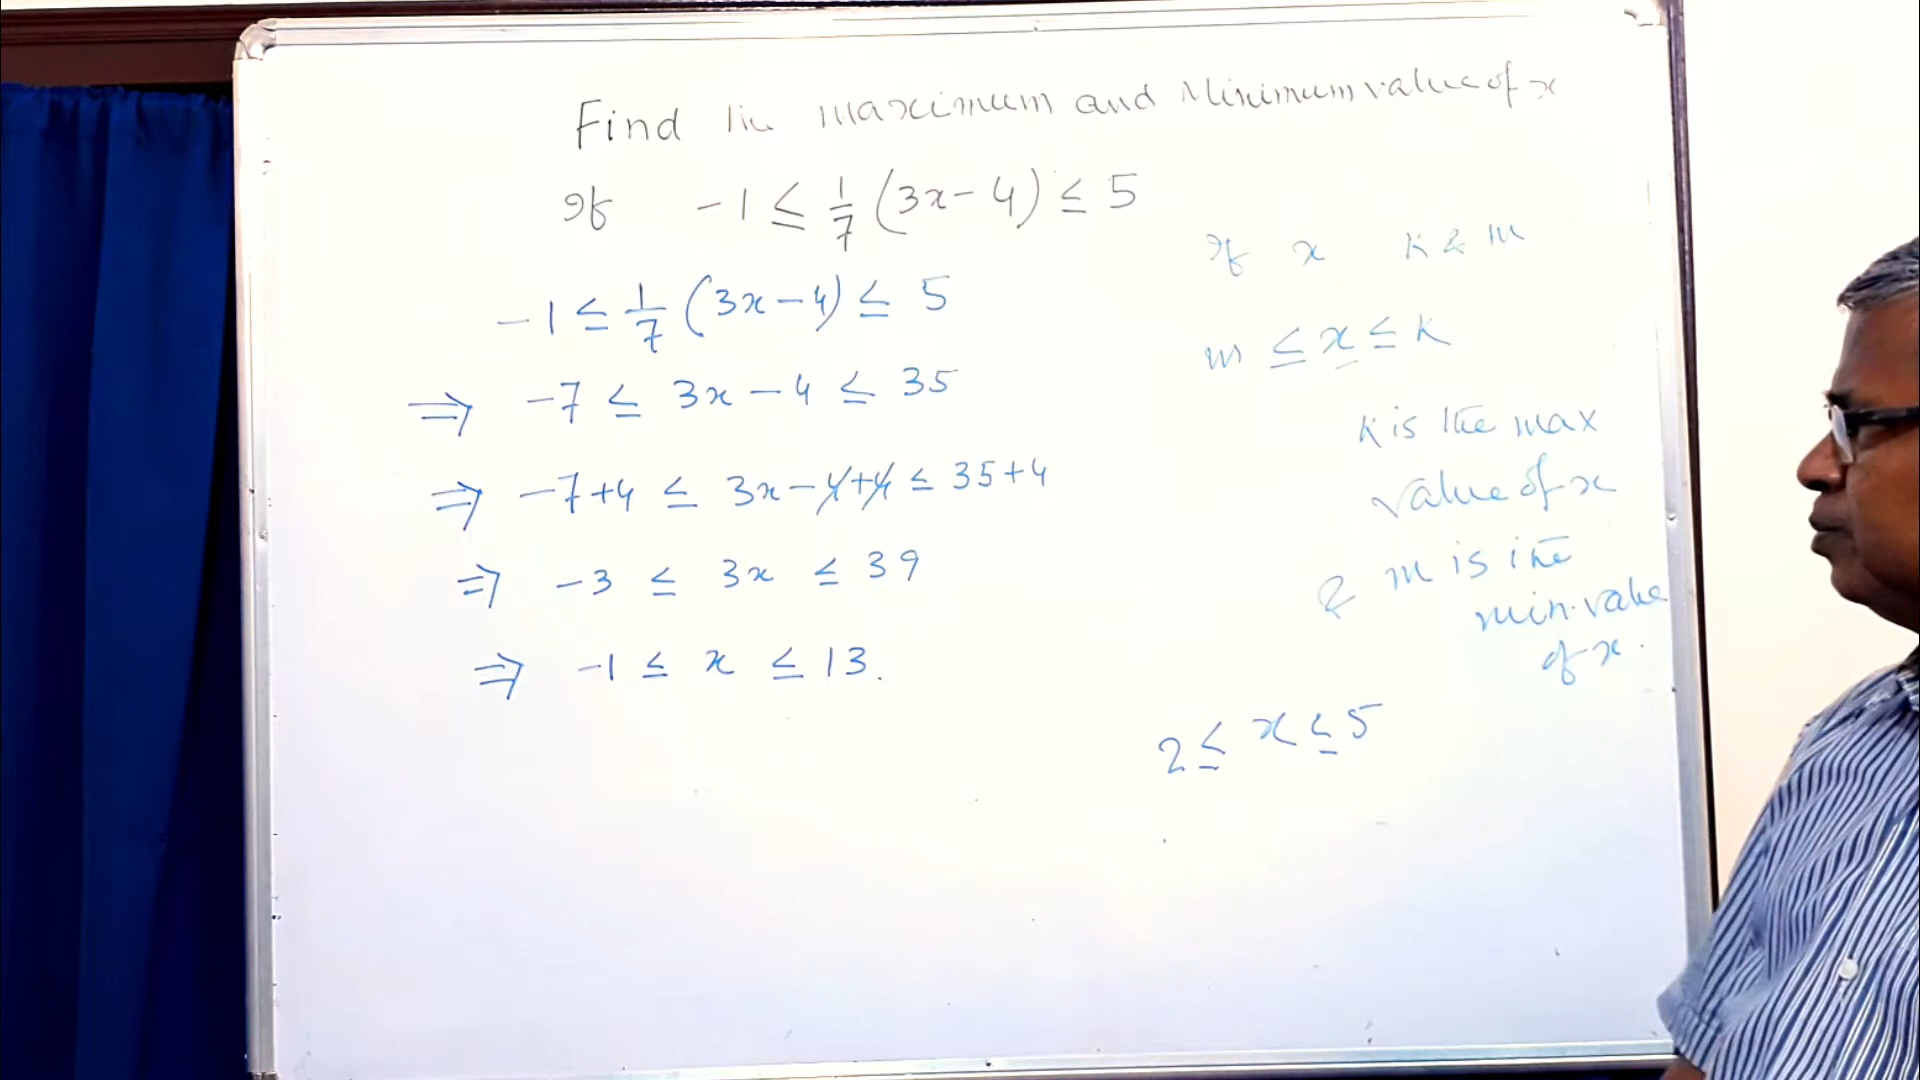 Find the maximum and Minimum value of x
If -1 ≤ 1/7 (3x-4) ≤ 5
-1 ≤ 1/7 (3x-4) ≤ 5
⇒ -7 ≤ 3x-4 ≤ 35
⇒ -7+4 ≤ 3x-4+4 ≤ 35+4
⇒ -3 ≤ 3x ≤ 39
⇒ -1 ≤ x ≤ 13.
If x K & m
m ≤ x ≤ K
K is the max
value of x
& m is the
min. value
of x.
2 ≤ x ≤ 5